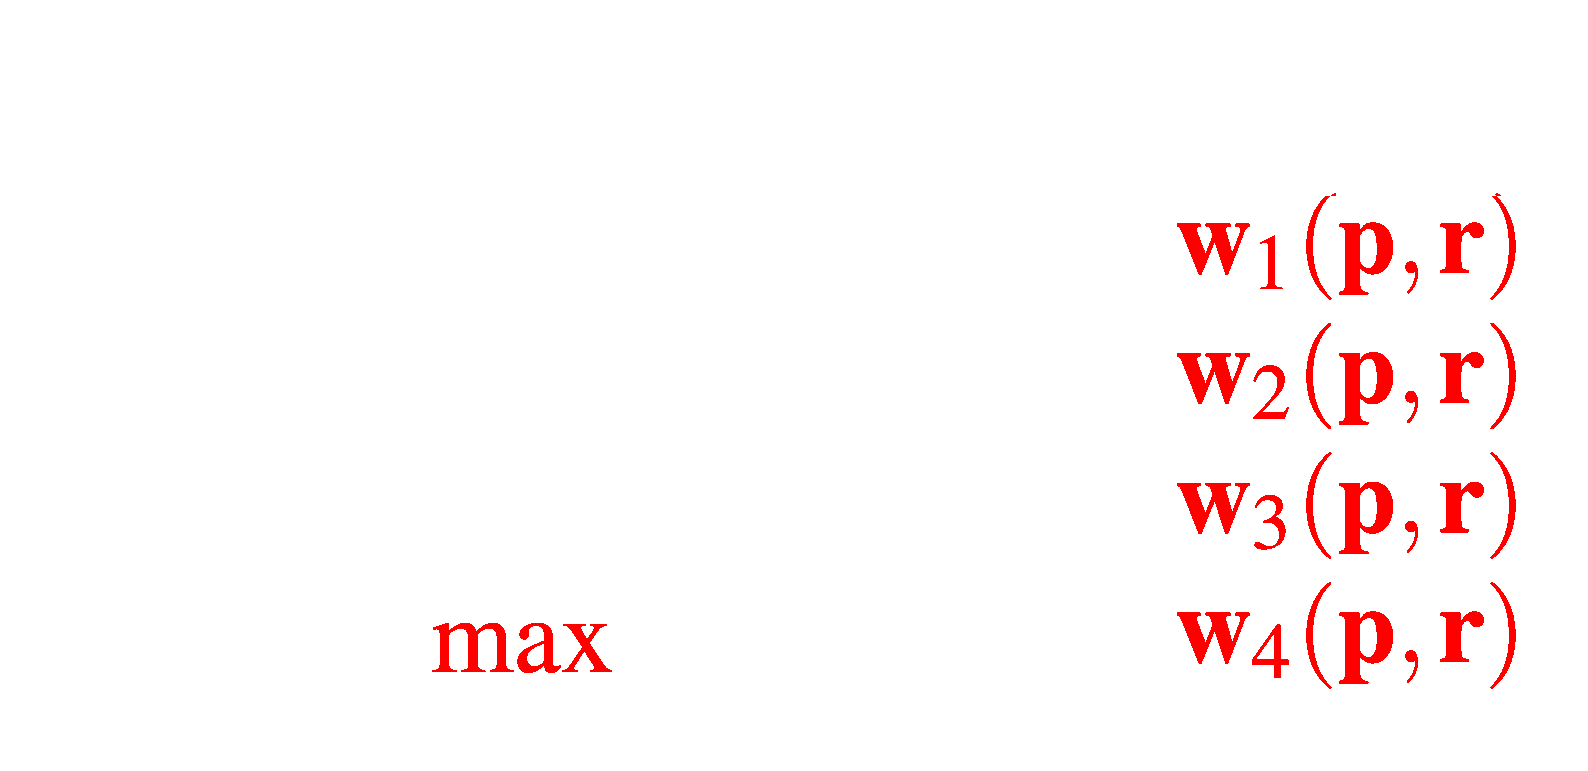 w₁(p, r)
w₂(p, r)
w₃(p, r)
max w₄(p, r)